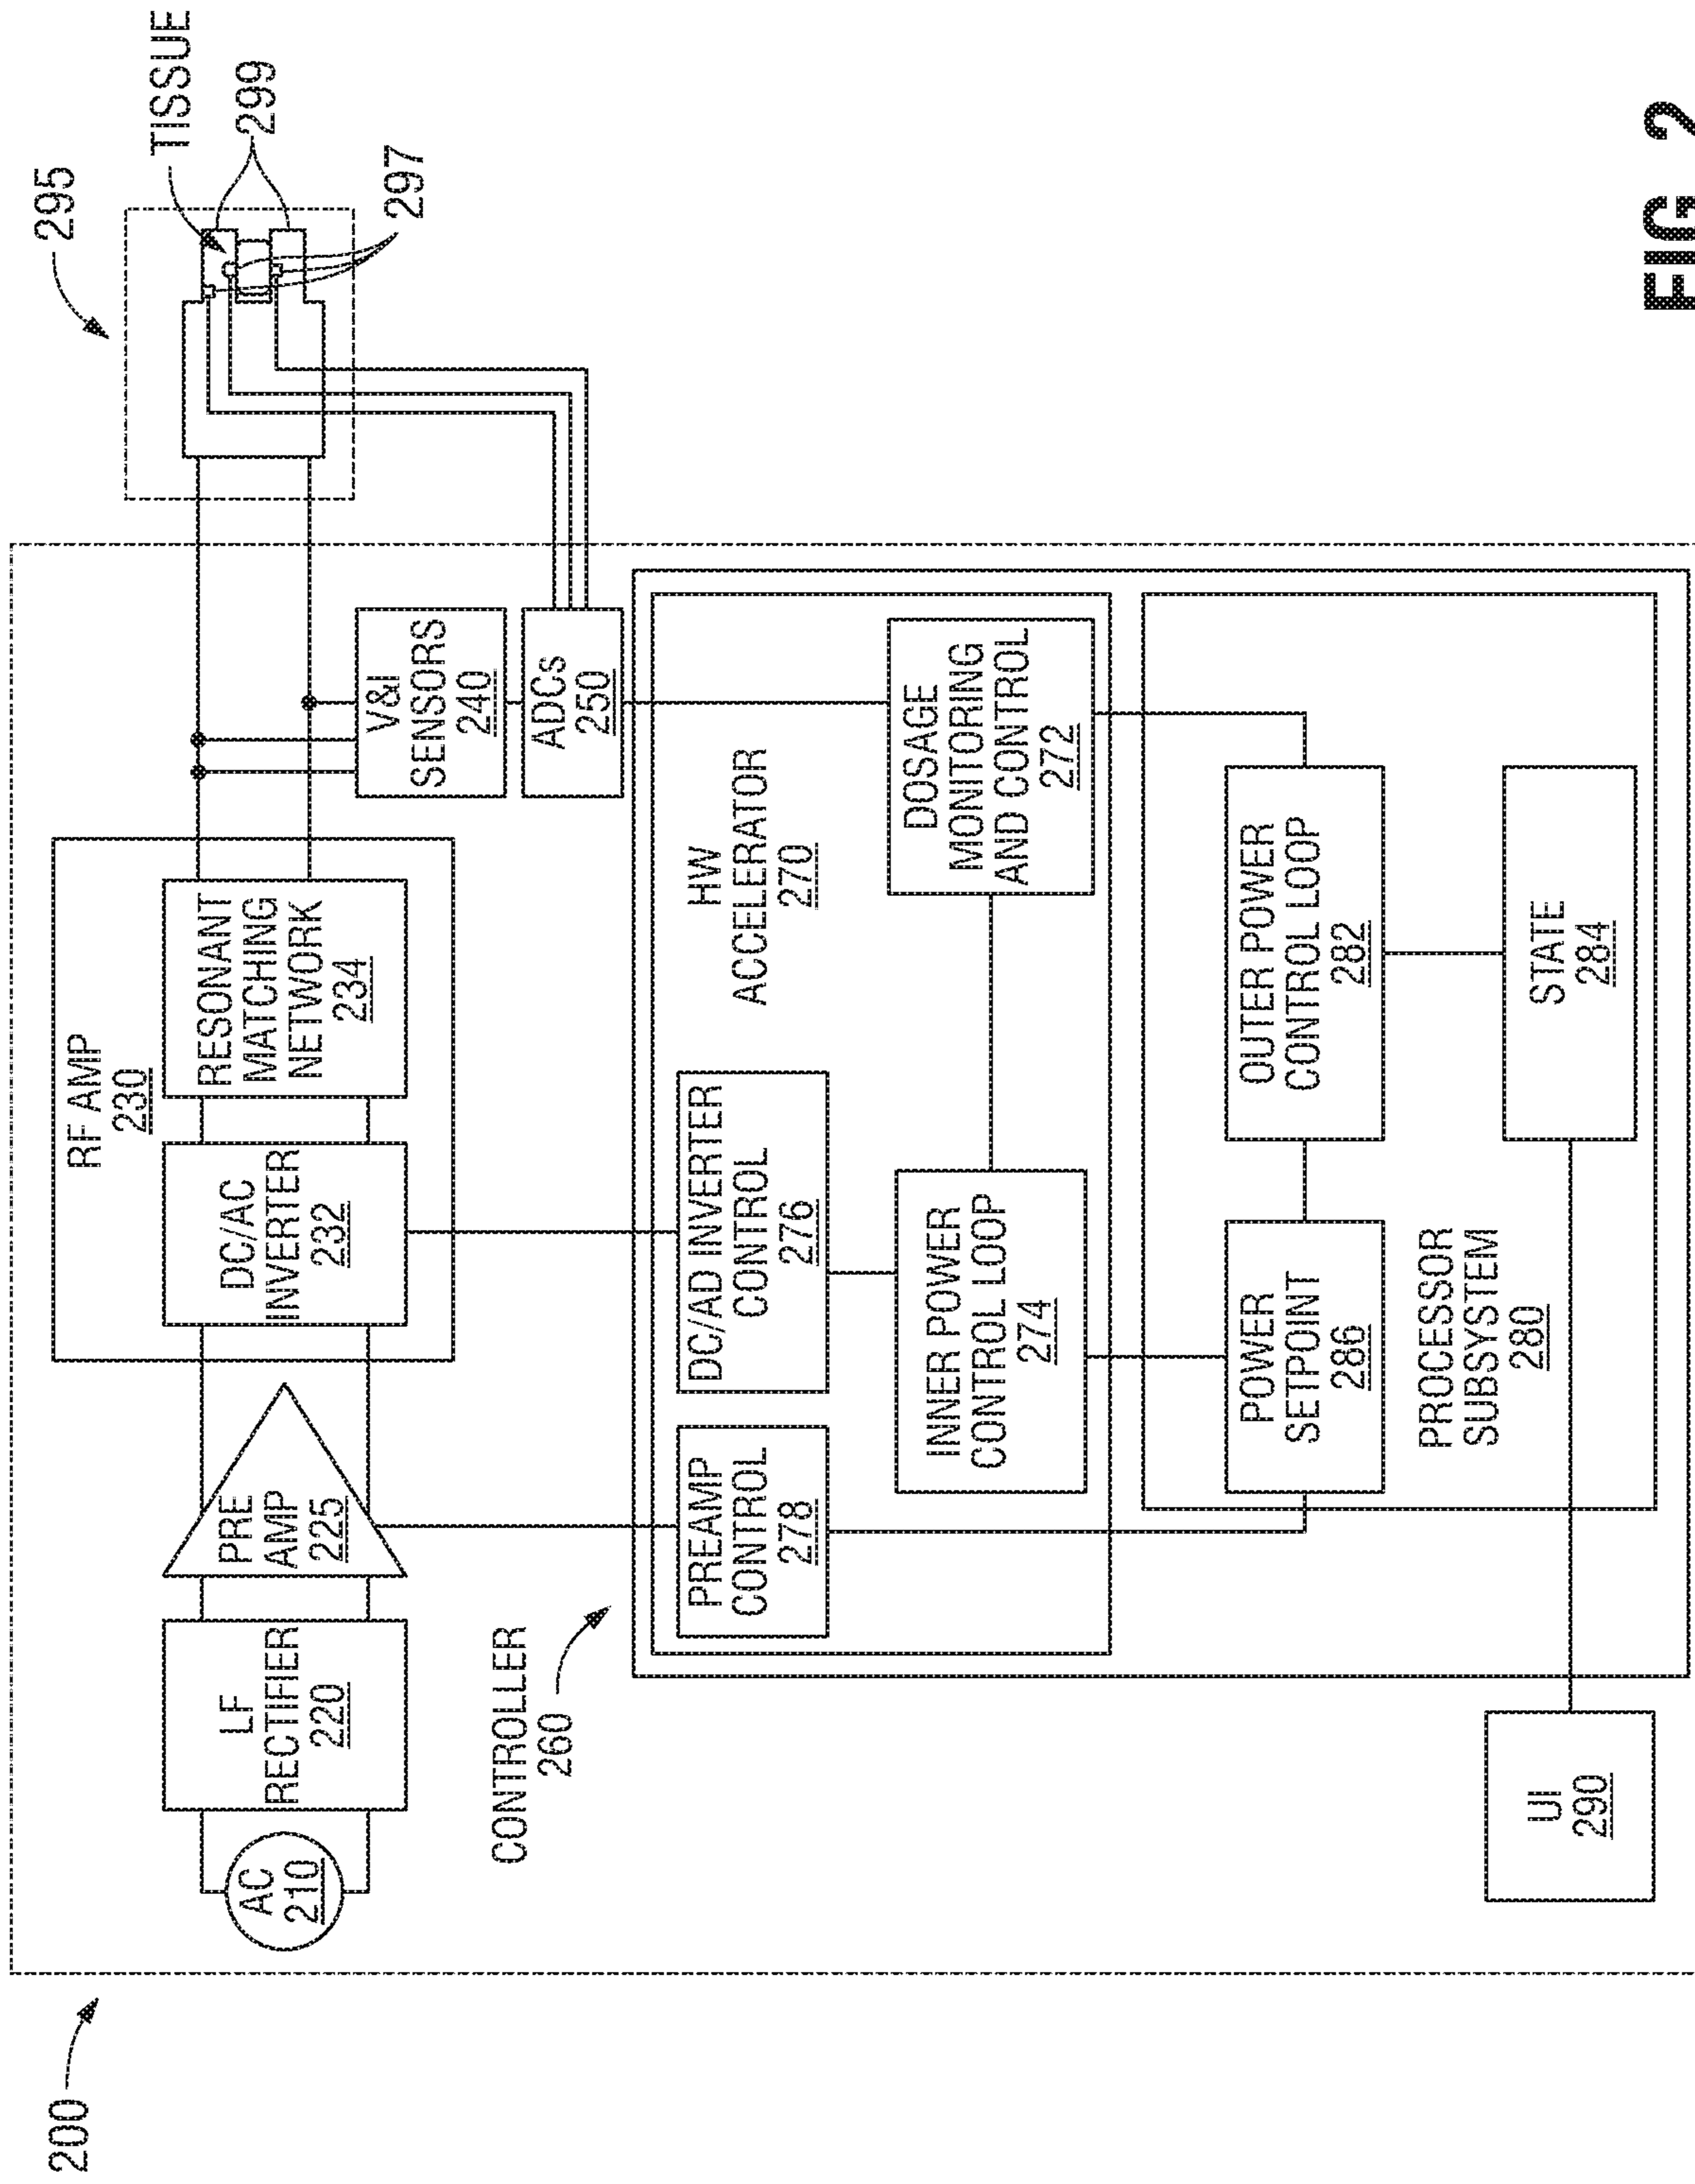 200
295
TISSUE
299
297
RF AMP
230
AC
210
LF
RECTIFIER
220
PRE
AMP
225
DC/AC
INVERTER
232
RESONANT
MATCHING
NETWORK
234
V&I
SENSORS
240
ADCs
250
CONTROLLER
260
PREAMP
CONTROL
278
DC/AD INVERTER
CONTROL
276
HW
ACCELERATOR
270
INNER POWER
CONTROL LOOP
274
DOSAGE
MONITORING
AND CONTROL
272
POWER
SETPOINT
286
OUTER POWER
CONTROL LOOP
282
PROCESSOR
SUBSYSTEM
280
STATE
284
UI
290
FIG 2